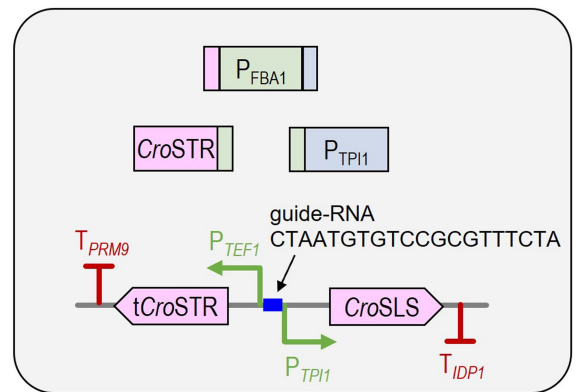 PFBA1
CroSTR
PTPI1
guide-RNA
CTAATGTGTCCGCGTTTCTA
TPRM9
PTEF1
tCroSTR
CroSLS
PTPI1
TIDP1